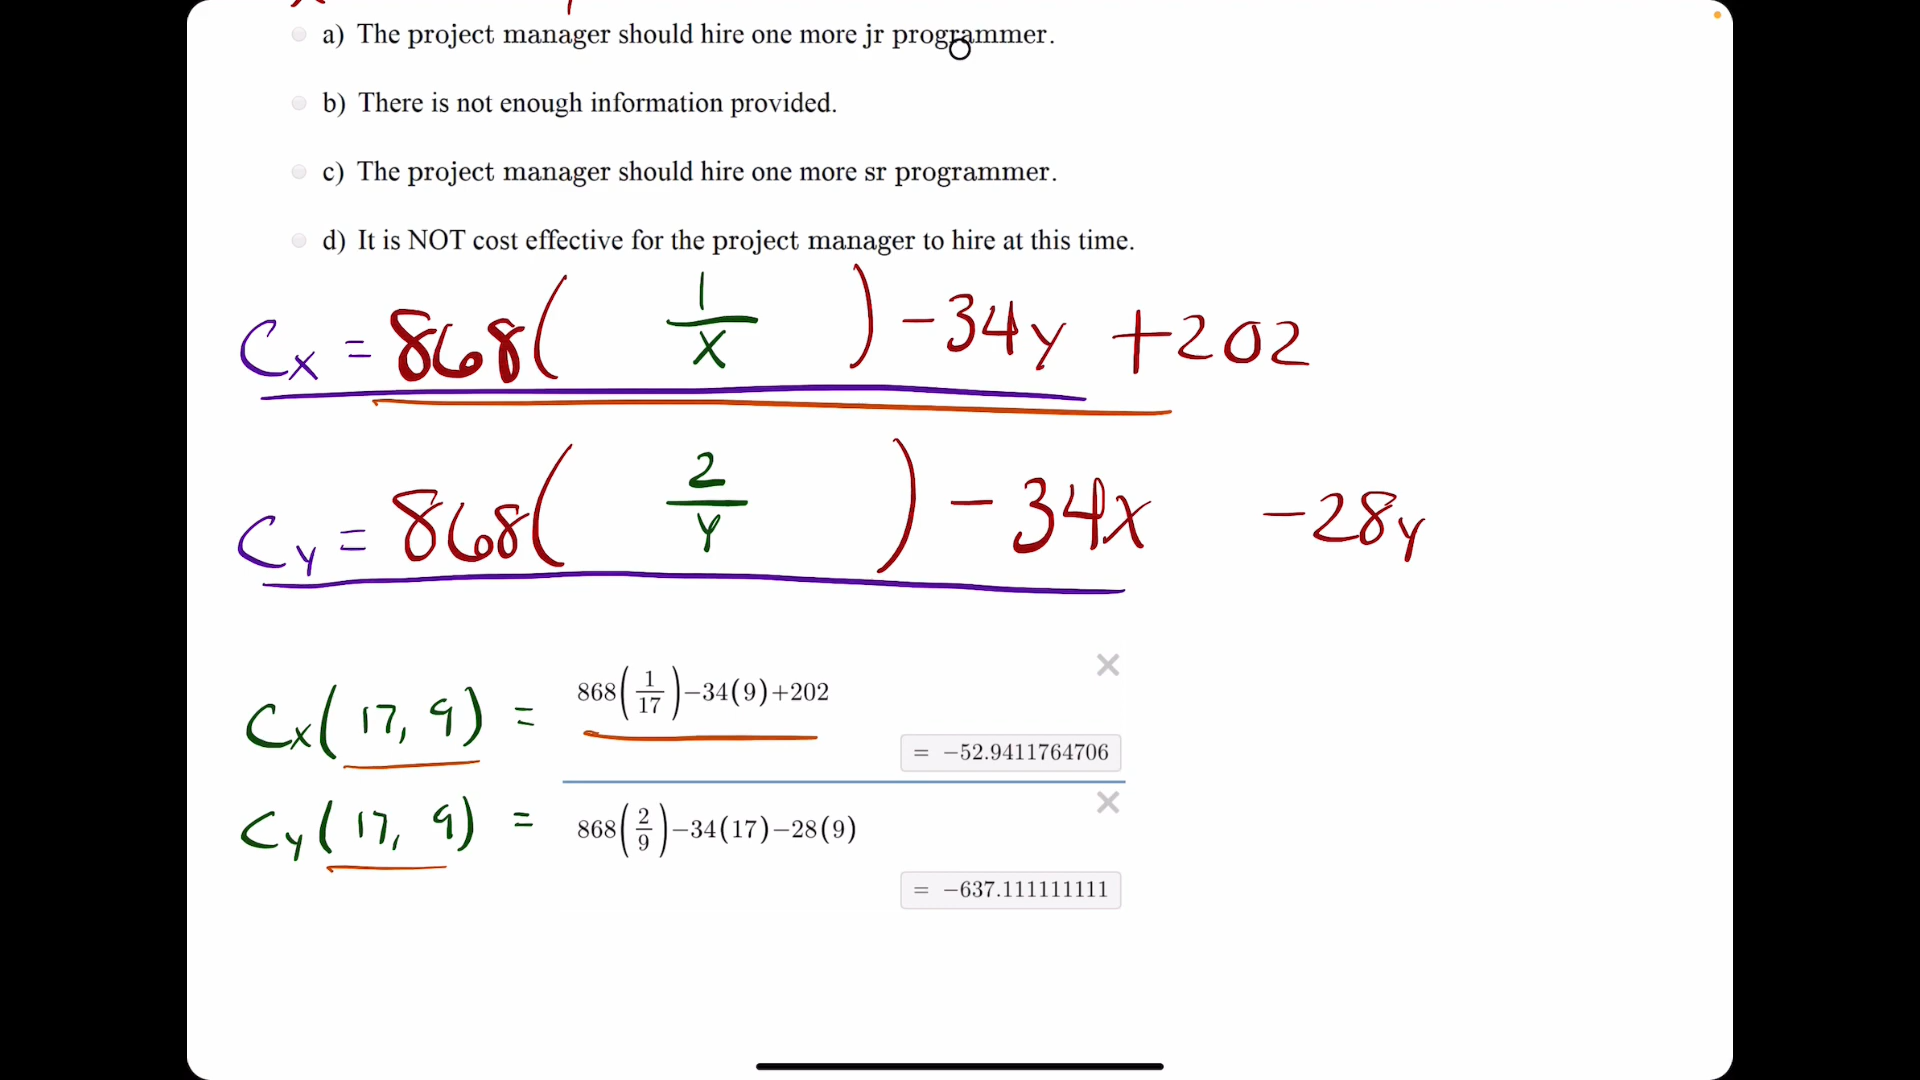 a) The project manager should hire one more jr programmer.
b) There is not enough information provided.
c) The project manager should hire one more sr programmer.
d) It is NOT cost effective for the project manager to hire at this time.
Cx = 868( 1/x ) -34y +202
Cy = 868( 2/y ) - 34x -28y
Cx( 17, 9) = 868(1/17)−34(9)+202
= −52.9411764706
Cy( 17, 9) = 868(2/9)−34(17)−28(9)
= −637.111111111